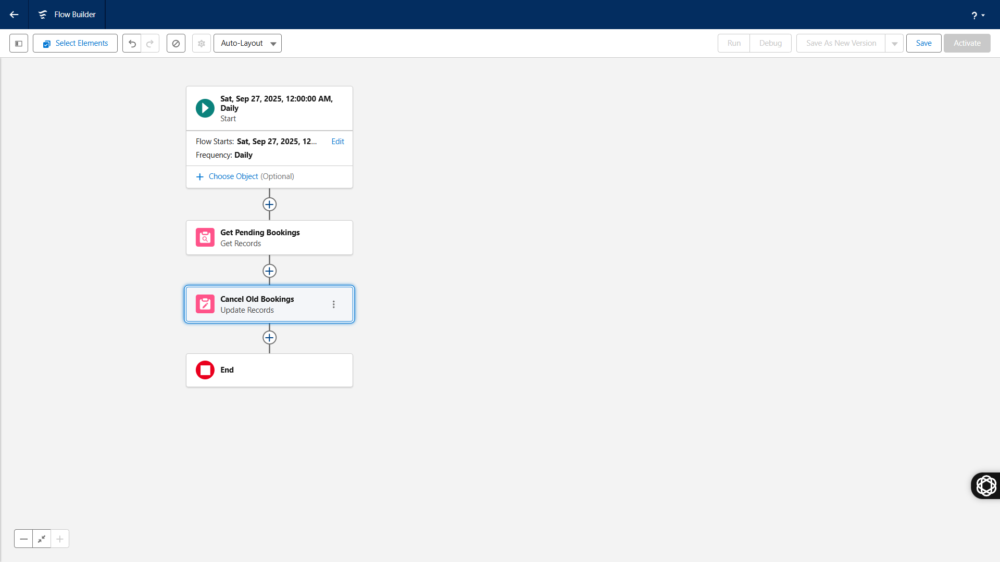 Flow Builder
?
Select Elements
Auto-Layout
Run
Debug
Save As New Version
Save
Activate
Sat, Sep 27, 2025, 12:00:00 AM,
Daily
Start
Flow Starts: Sat, Sep 27, 2025, 12...
Edit
Frequency: Daily
Choose Object (Optional)
Get Pending Bookings
Get Records
Cancel Old Bookings
Update Records
End